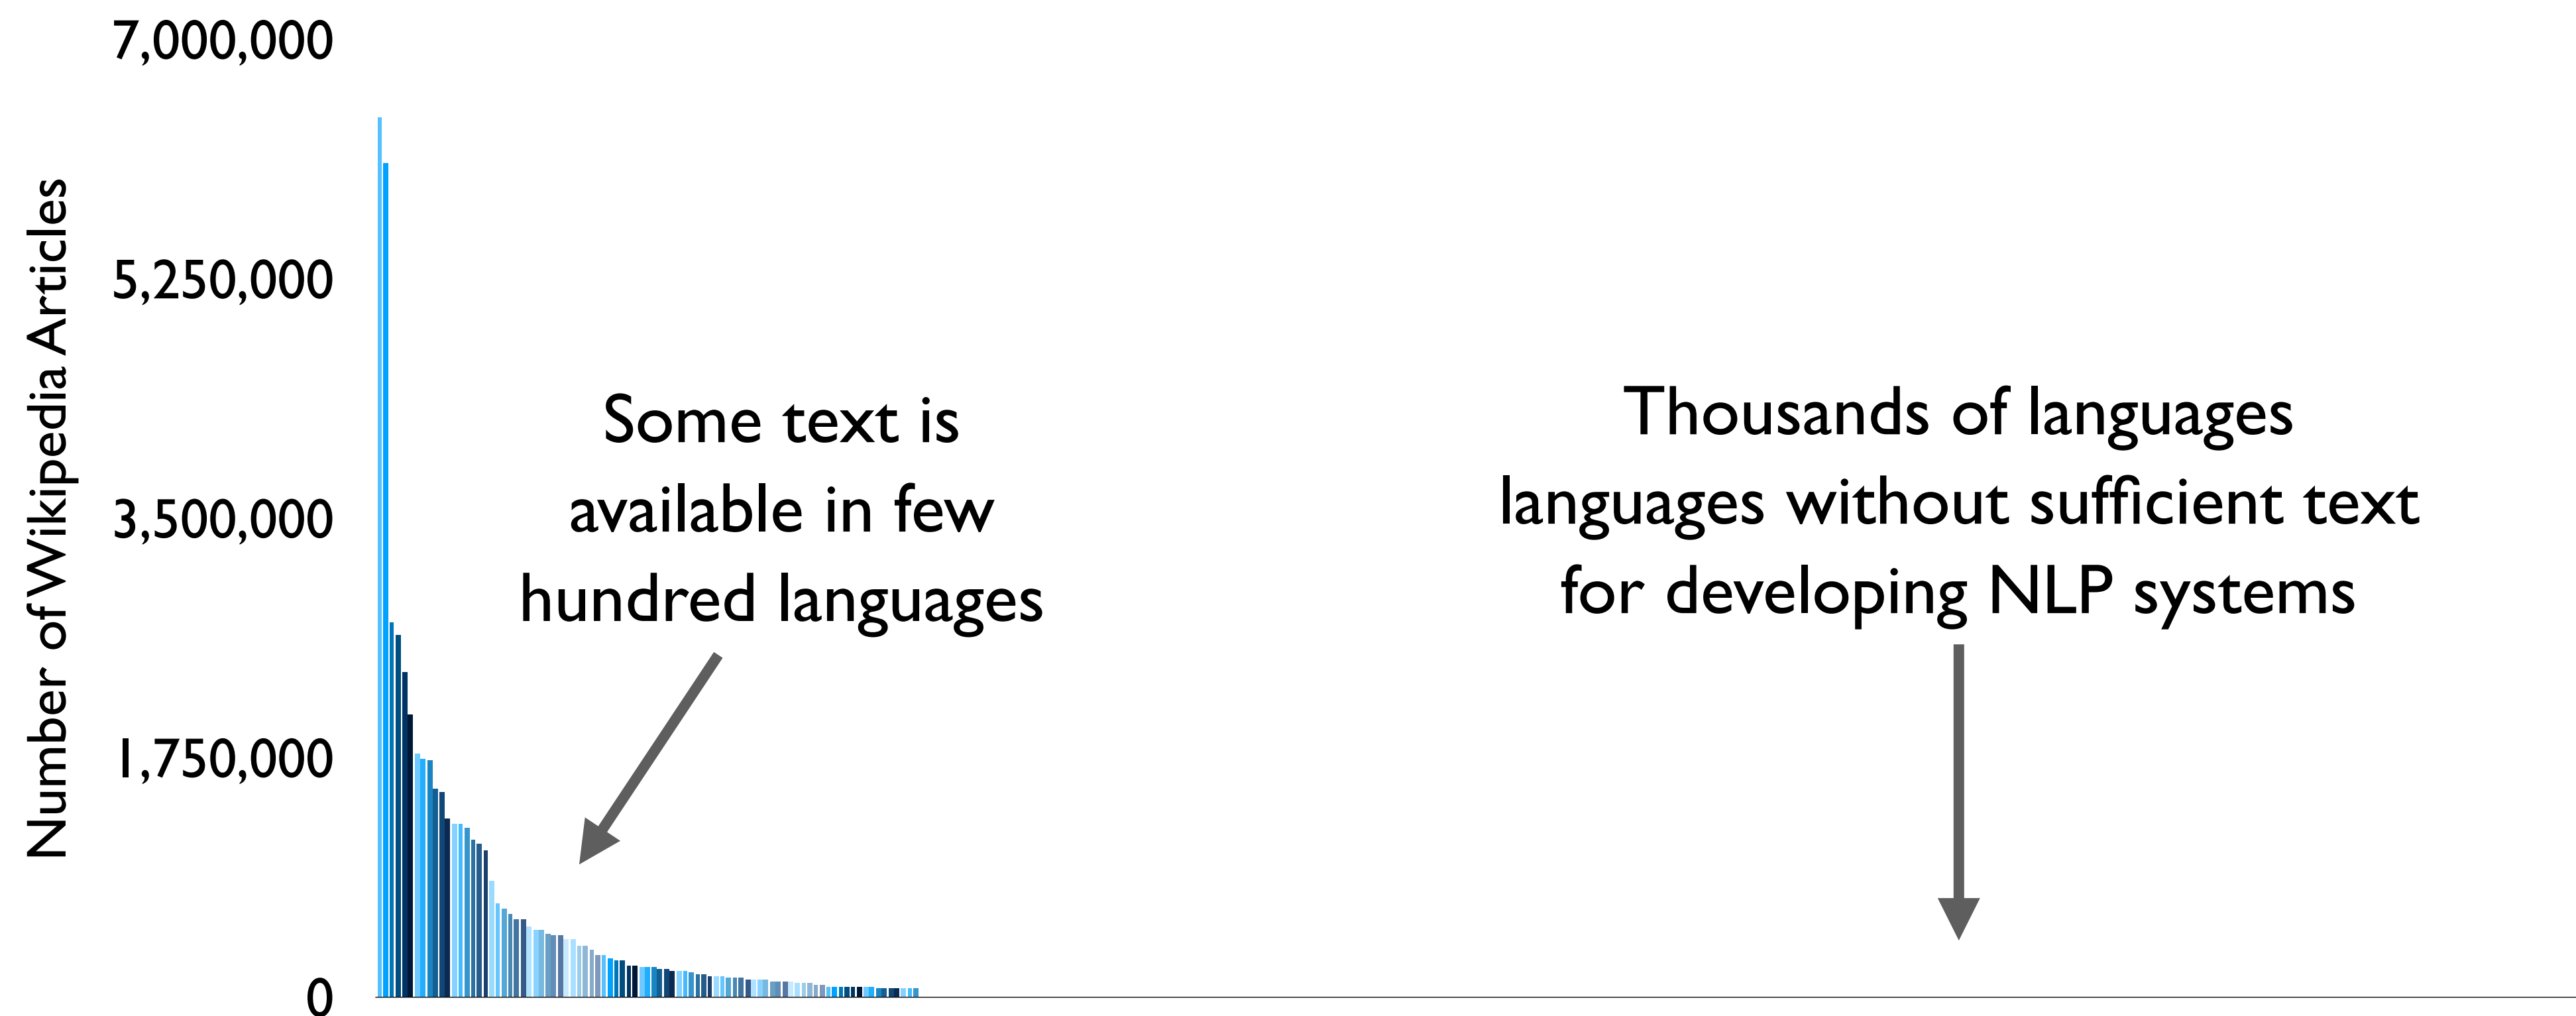 Number of Wikipedia Articles
7,000,000
5,250,000
3,500,000
1,750,000
0
Some text is
available in few
hundred languages
Thousands of languages
languages without sufficient text
for developing NLP systems